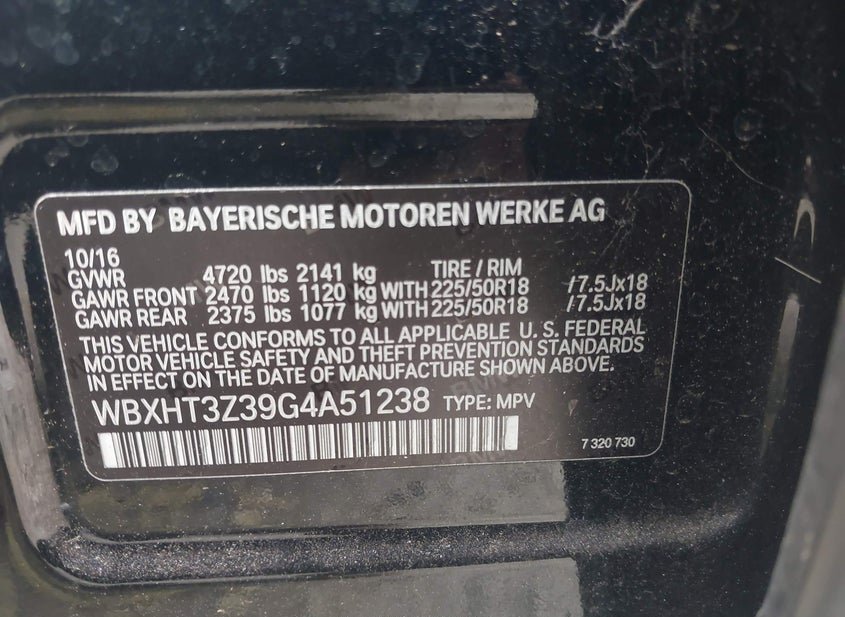 MFD BY BAYERISCHE MOTOREN WERKE AG
10/16
GVWR 4720 lbs 2141 kg TIRE / RIM
GAWR FRONT 2470 lbs 1120 kg WITH 225/50R18 /7.5Jx18
GAWR REAR 2375 lbs 1077 kg WITH 225/50R18 /7.5Jx18
THIS VEHICLE CONFORMS TO ALL APPLICABLE U.S. FEDERAL
MOTOR VEHICLE SAFETY AND THEFT PREVENTION STANDARDS
IN EFFECT ON THE DATE OF MANUFACTURE SHOWN ABOVE.
WBXHT3Z39G4A51238 TYPE: MPV
7 320 730